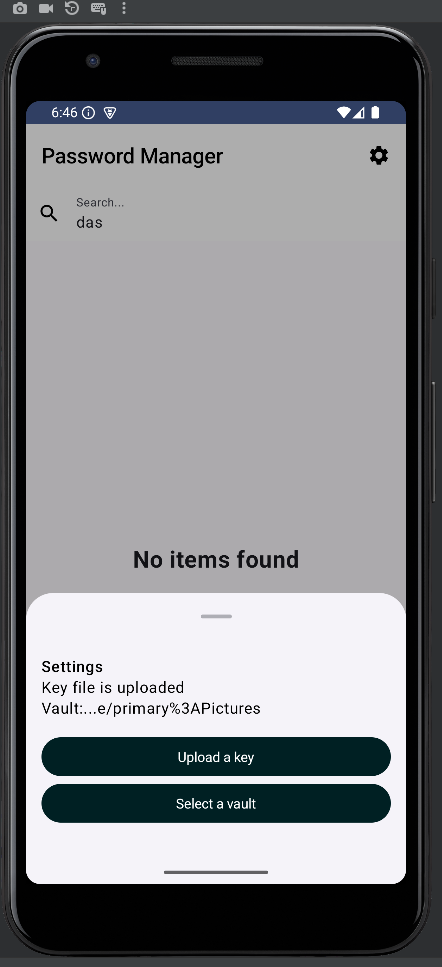 6:46
Password Manager
Search...
das
No items found
Settings
Key file is uploaded
Vault:...e/primary%3APictures
Upload a key
Select a vault